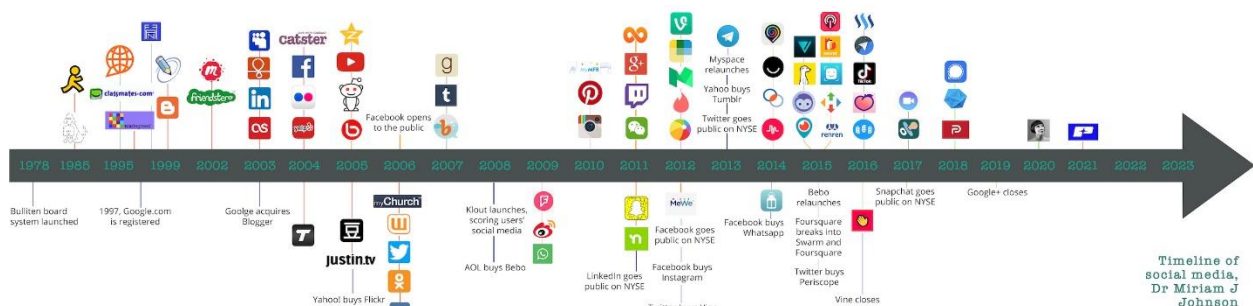 catster
classmates.com
friendster
Myspace
relaunches
Yahoo buys
Tumblr
Twitter goes
public on NYSE
Facebook opens
to the public
TikTok
renren
1978
1985
1995
1999
2002
2003
2004
2005
2006
2007
2008
2009
2010
2011
2012
2013
2014
2015
2016
2017
2018
2019
2020
2021
2022
2023
Bulliten board
system launched
1997, Google.com
is registered
Goolge acquires
Blogger
justin.tv
Yahoo! buys Flickr
myChurch
Klout launches,
scoring users'
social media
AOL buys Bebo
LinkedIn goes
public on NYSE
MeWe
Facebook goes
public on NYSE
Facebook buys
Instagram
Facebook buys
Whatsapp
Bebo
relaunches
Foursquare
breaks into
Swarm and
Foursquare
Twitter buys
Periscope
Vine closes
Snapchat goes
public on NYSE
Google+ closes
Timeline of
social media,
Dr Miriam J
Johnson